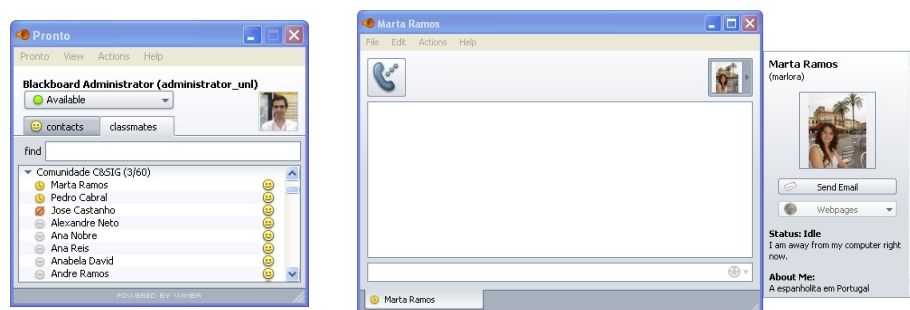 Pronto
Pronto View Actions Help
Blackboard Administrator (administrator_unl)
Available
contacts classmates
find
Comunidade C&SIG (3/60)
Marta Ramos
Pedro Cabral
Jose Castanho
Alexandre Neto
Ana Nobre
Ana Reis
Anabela David
Andre Ramos
POWERED BY WIMBA
Marta Ramos
File Edit Actions Help
Marta Ramos
Marta Ramos
(marlora)
Send Email
Webpages
Status: Idle
I am away from my computer right
now.
About Me:
A espanholita em Portugal